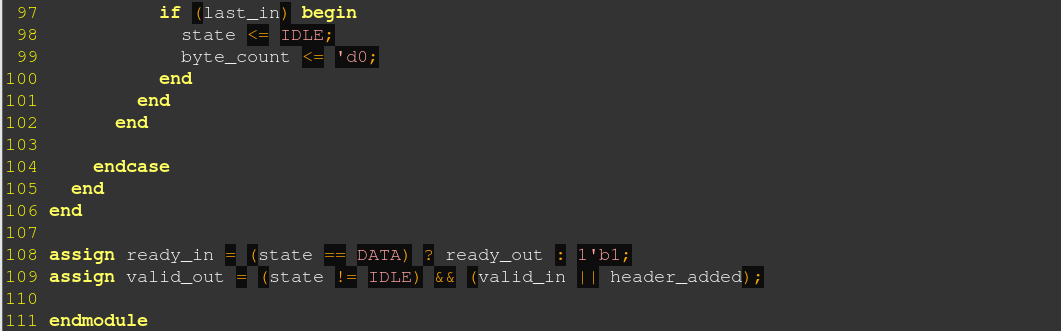 97           if (last_in) begin
98             state <= IDLE;
99             byte_count <= 'd0;
100           end
101         end
102       end
103
104     endcase
105   end
106 end
107
108 assign ready_in = (state == DATA) ? ready_out : 1'b1;
109 assign valid_out = (state != IDLE) && (valid_in || header_added);
110
111 endmodule